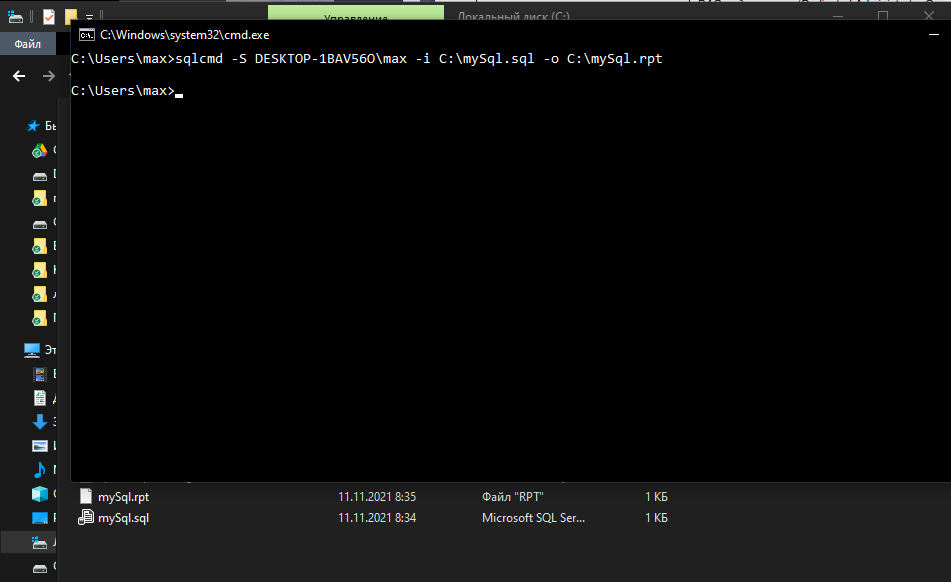 Управление
Локальный диск (C:)
Файл
C:\Windows\system32\cmd.exe
C:\Users\max>sqlcmd -S DESKTOP-1BAV56O\max -i C:\mySql.sql -o C:\mySql.rpt
C:\Users\max>
mySql.rpt 11.11.2021 8:35 Файл "RPT" 1 КБ
mySql.sql 11.11.2021 8:34 Microsoft SQL Ser... 1 КБ